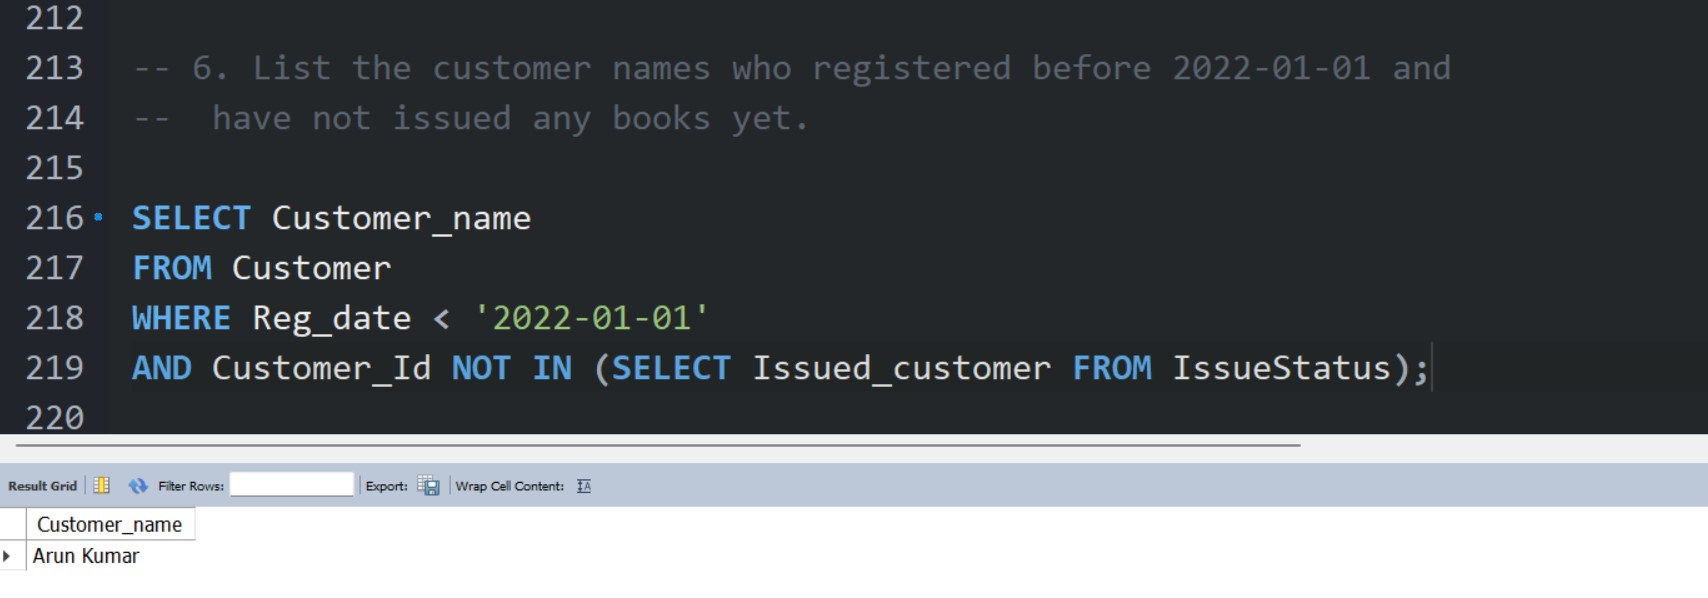 212
213 -- 6. List the customer names who registered before 2022-01-01 and
214 --  have not issued any books yet.
215
216 SELECT Customer_name
217 FROM Customer
218 WHERE Reg_date < '2022-01-01'
219 AND Customer_Id NOT IN (SELECT Issued_customer FROM IssueStatus);
220
Result Grid Filter Rows: Export: Wrap Cell Content: IA
Customer_name
Arun Kumar